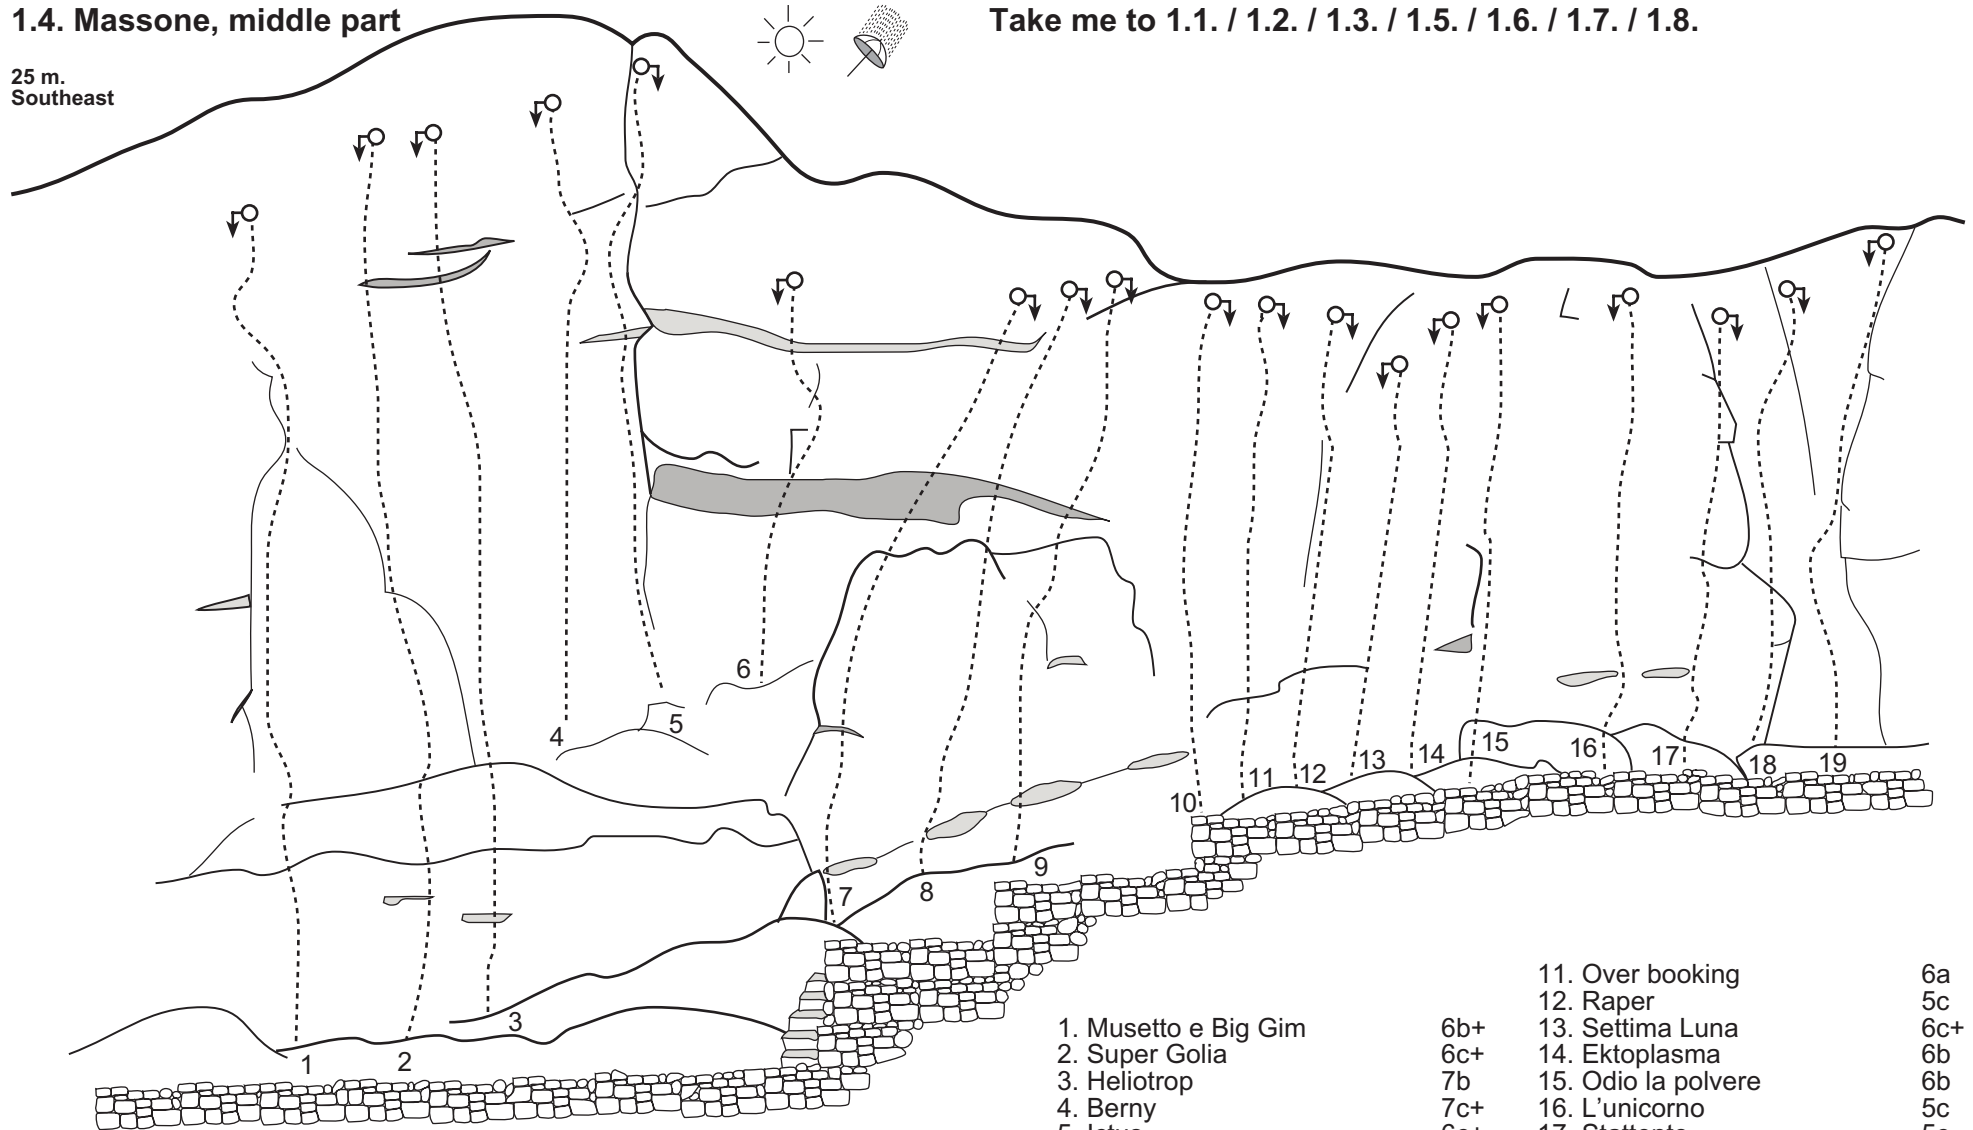 1.4. Massone, middle part
Take me to 1.1. / 1.2. / 1.3. / 1.5. / 1.6. / 1.7. / 1.8.
25 m.
Southeast
6
5
4
15
16
17
14
13
12
11
18
19
10
9
8
7
3
2
1
1. Musetto e Big Gim 6b+
2. Super Golia 6c+
3. Heliotrop 7b
4. Berny 7c+
11. Over booking 6a
12. Raper 5c
13. Settima Luna 6c+
14. Ektoplasma 6b
15. Odio la polvere 6b
16. L'unicorno 5c